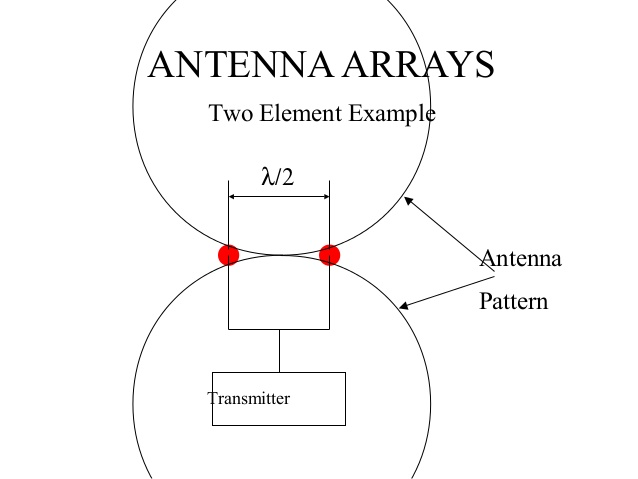 ANTENNA ARRAYS
Two Element Example
λ/2
Antenna
Pattern
Transmitter